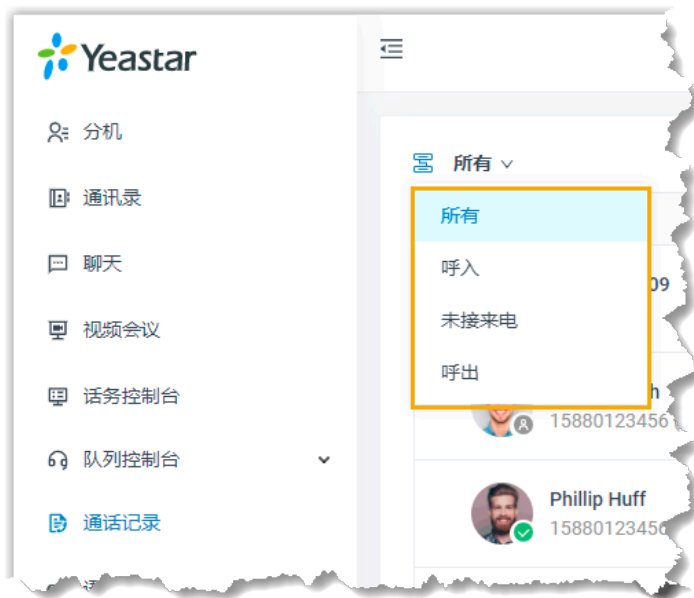 Yeastar
分机
通讯录
聊天
视频会议
话务控制台
队列控制台
通话记录
所有
所有
呼入
未接来电
呼出
09
h
15880123456
Phillip Huff
15880123456